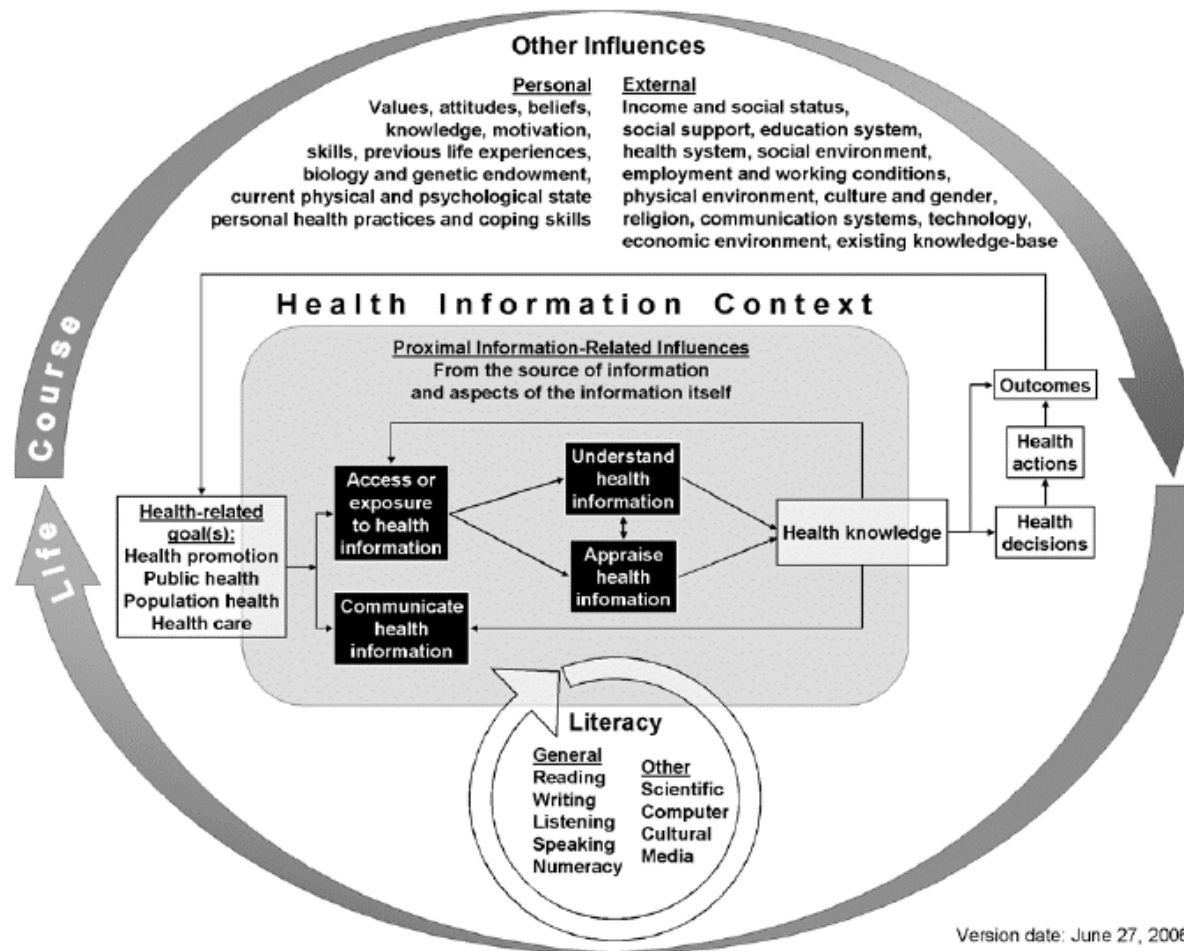 Other Influences
Personal
Values, attitudes, beliefs,
knowledge, motivation,
skills, previous life experiences,
biology and genetic endowment,
current physical and psychological state
personal health practices and coping skills
External
Income and social status,
social support, education system,
health system, social environment,
employment and working conditions,
physical environment, culture and gender,
religion, communication systems, technology,
economic environment, existing knowledge-base
Health Information Context
Proximal Information-Related Influences
From the source of information
and aspects of the information itself
Life
Course
Health-related
goal(s):
Health promotion
Public health
Population health
Health care
Access or
exposure
to health
information
Communicate
health
information
Understand
health
information
Appraise
health
infomation
Health knowledge
Outcomes
Health
actions
Health
decisions
Literacy
General
Reading
Writing
Listening
Speaking
Numeracy
Other
Scientific
Computer
Cultural
Media
Version date: June 27, 2006